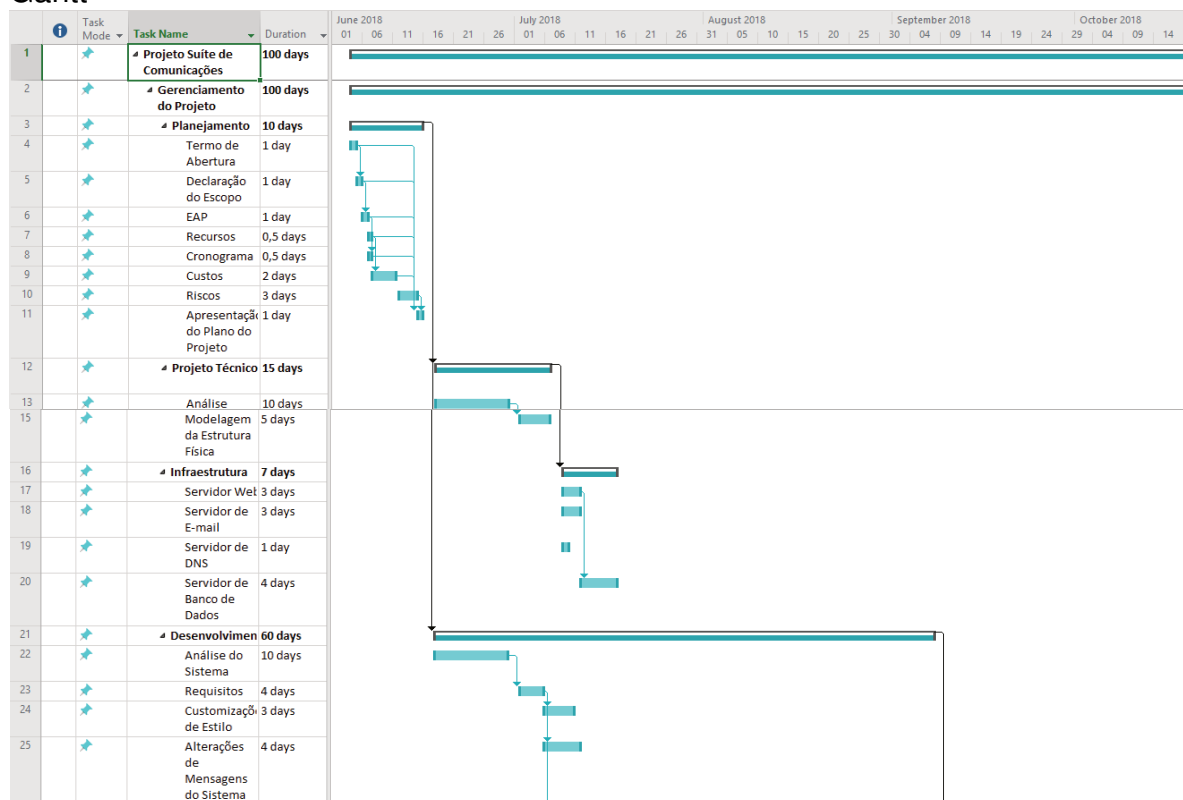 Gantt
Task Mode Task Name Duration
June 2018 July 2018 August 2018 September 2018 October 2018
01 06 11 16 21 26 01 06 11 16 21 26 31 05 10 15 20 25 30 04 09 14 19 24 29 04 09 14
1 Projeto Suíte de Comunicações 100 days
2 Gerenciamento do Projeto 100 days
3 Planejamento 10 days
4 Termo de Abertura 1 day
5 Declaração do Escopo 1 day
6 EAP 1 day
7 Recursos 0,5 days
8 Cronograma 0,5 days
9 Custos 2 days
10 Riscos 3 days
11 Apresentaçã do Plano do Projeto 1 day
12 Projeto Técnico 15 days
13 Análise 10 days
15 Modelagem da Estrutura Física 5 days
16 Infraestrutura 7 days
17 Servidor Web 3 days
18 Servidor de E-mail 3 days
19 Servidor de DNS 1 day
20 Servidor de Banco de Dados 4 days
21 Desenvolvimen 60 days
22 Análise do Sistema 10 days
23 Requisitos 4 days
24 Customizaçõ de Estilo 3 days
25 Alterações de Mensagens do Sistema 4 days